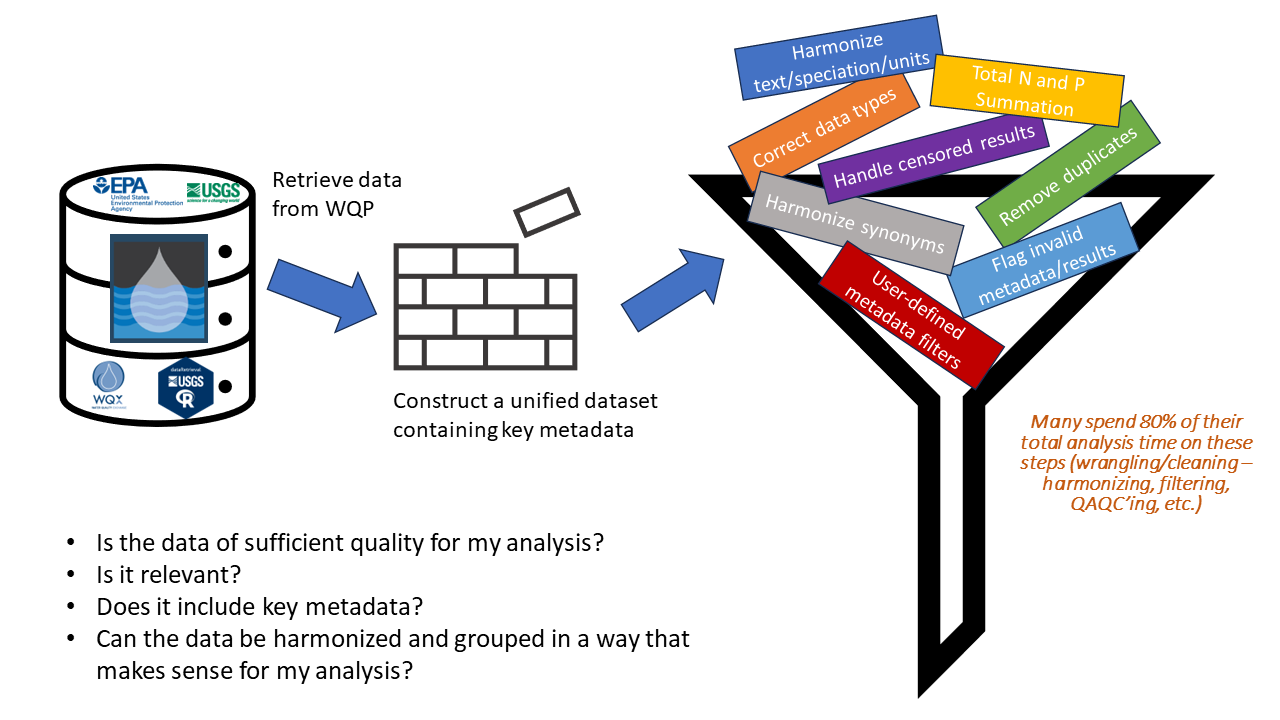 EPA
United States
Environmental Protection
Agency
USGS
science for a changing world
WQX
WATER QUALITY EXCHANGE
dataRetrieval
USGS
R
Retrieve data
from WQP
Construct a unified dataset
containing key metadata
Harmonize
text/speciation/units
Total N and P
Summation
Correct data types
Handle censored results
Remove duplicates
Harmonize synonyms
Flag invalid
metadata/results
User-defined
metadata filters
Many spend 80% of their
total analysis time on these
steps (wrangling/cleaning –
harmonizing, filtering,
QAQC'ing, etc.)
• Is the data of sufficient quality for my analysis?
• Is it relevant?
• Does it include key metadata?
• Can the data be harmonized and grouped in a way that
makes sense for my analysis?